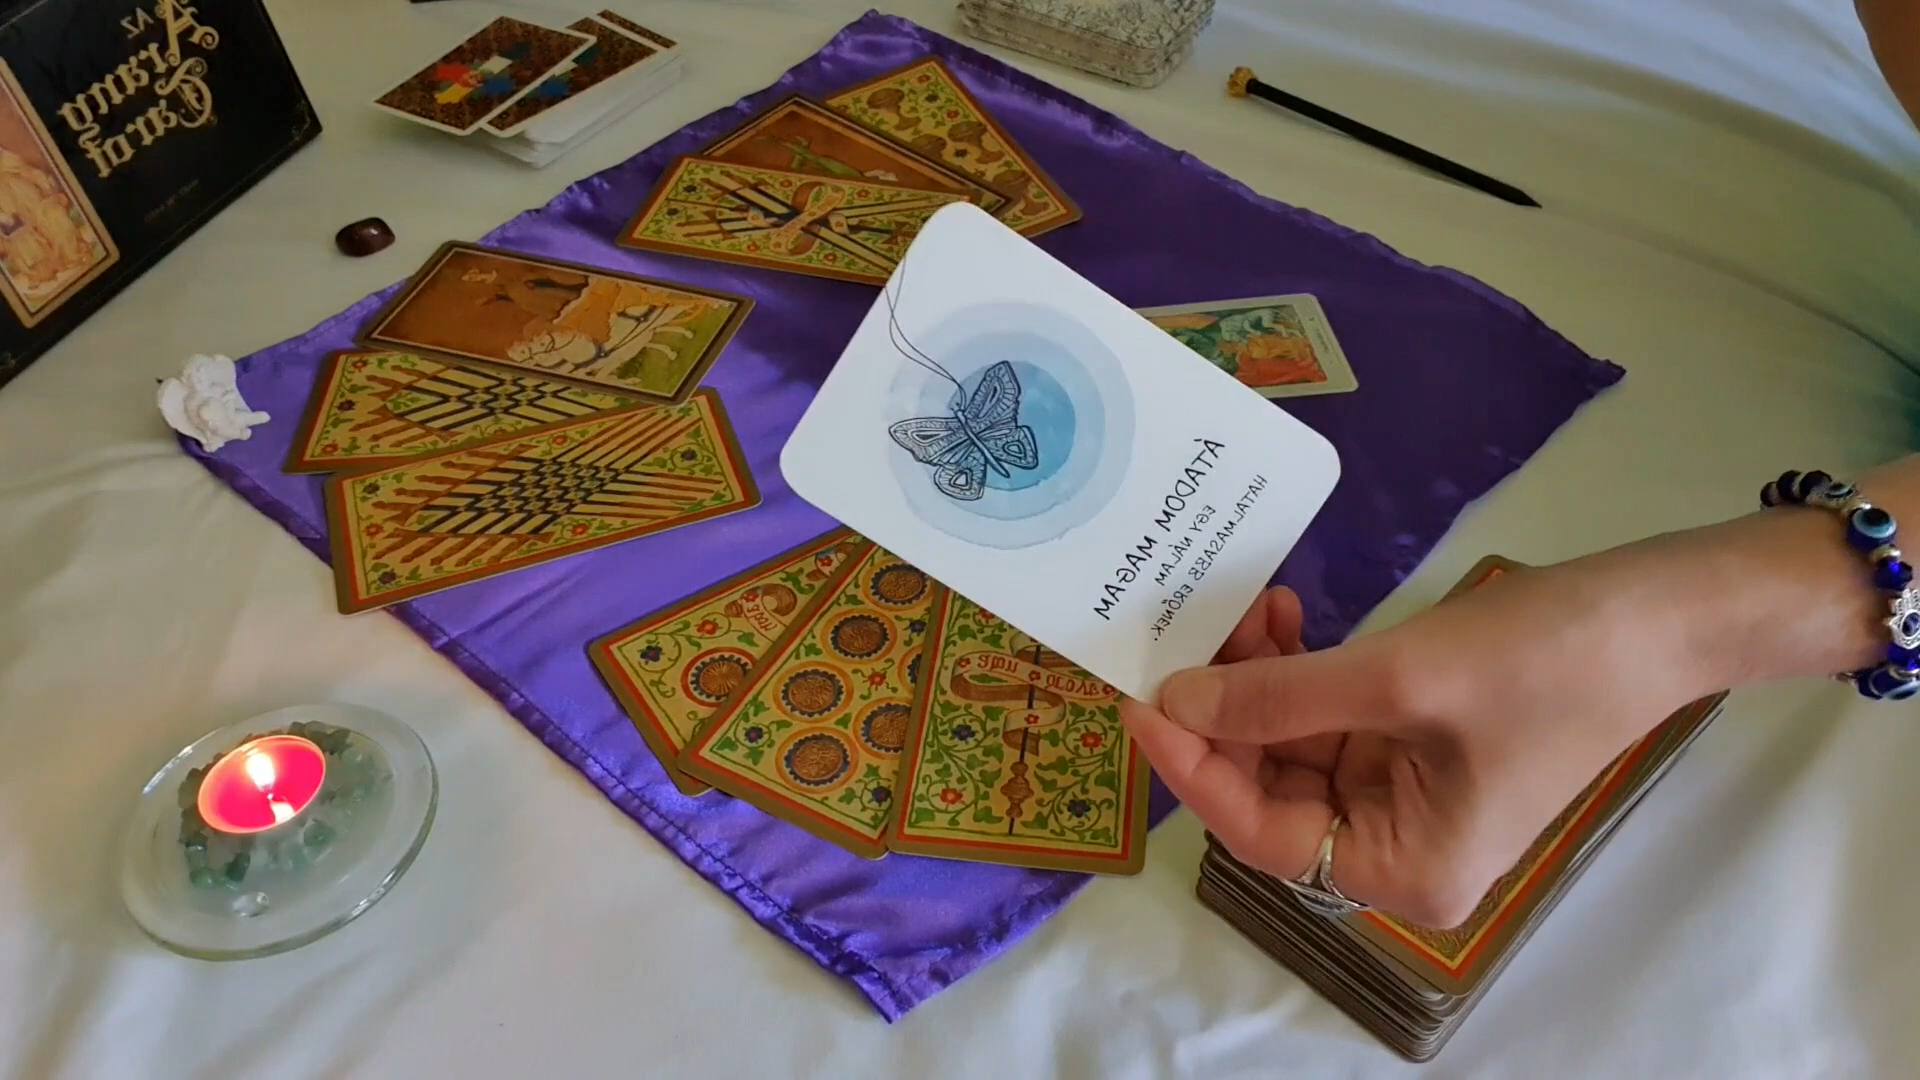 AZ
Arany
Tarot
ÁTADOM MAGAM
EGY NÁLAM
HATALMASABB ERŐNEK.